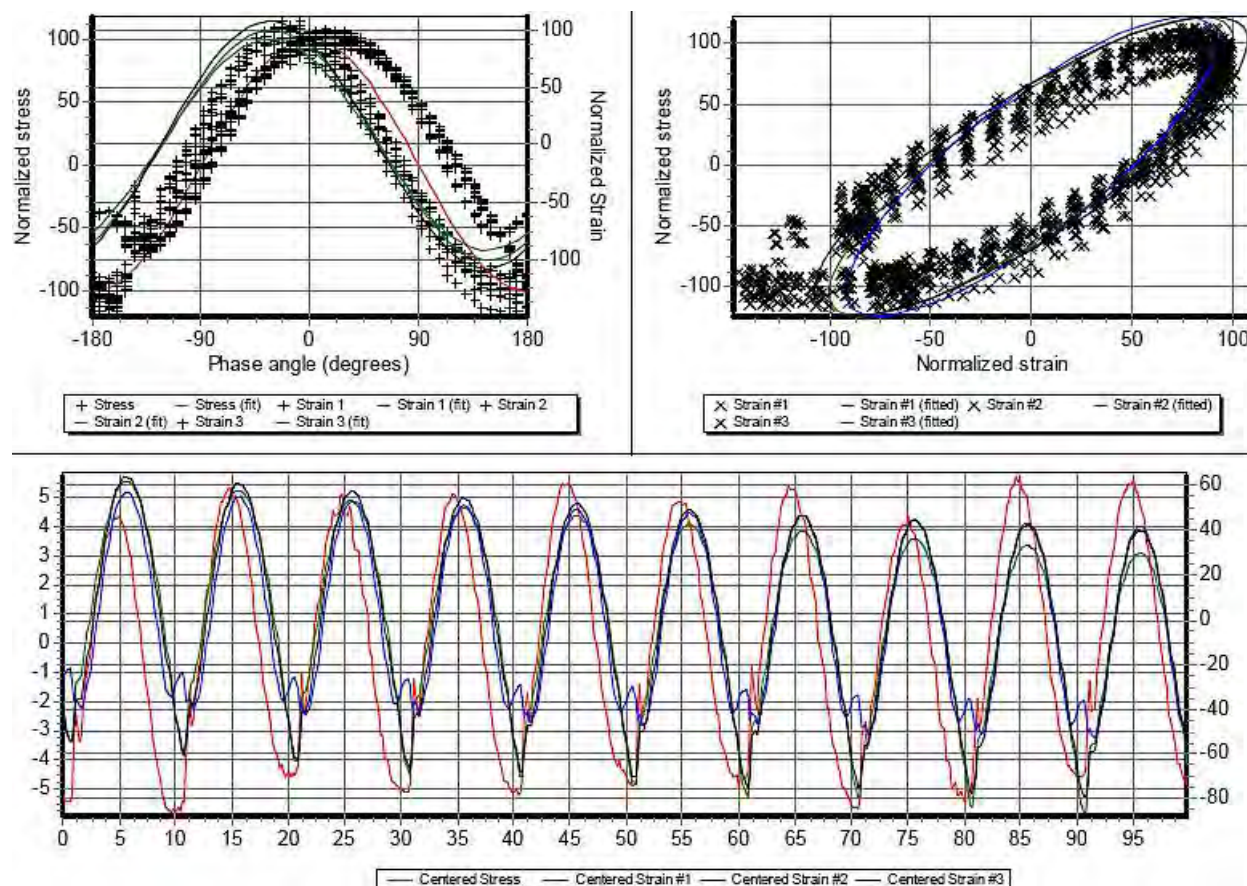 100
50
0
-50
-100
Normalized stress
100
50
0
-50
-100
Normalized Strain
-180 -90 0 90 180
Phase angle (degrees)
+ Stress — Stress (fit) + Strain 1 — Strain 1 (fit) + Strain 2
— Strain 2 (fit) + Strain 3 — Strain 3 (fit)
100
50
0
-50
-100
Normalized stress
-100 -50 0 50 100
Normalized strain
× Strain #1 — Strain #1 (fitted) × Strain #2 — Strain #2 (fitted)
× Strain #3 — Strain #3 (fitted)
5
4
3
2
1
0
-1
-2
-3
-4
-5
60
40
20
0
-20
-40
-60
-80
0 5 10 15 20 25 30 35 40 45 50 55 60 65 70 75 80 85 90 95
— Centered Stress — Centered Strain #1 — Centered Strain #2 — Centered Strain #3